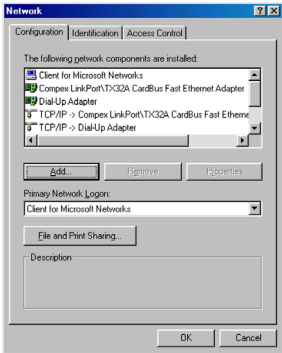 Network
Configuration Identification Access Control
The following network components are installed:
Client for Microsoft Networks
Compex LinkPort\TX32A CardBus Fast Ethernet Adapter
Dial-Up Adapter
TCP/IP -> Compex LinkPort\TX32A CardBus Fast Etherne
TCP/IP -> Dial-Up Adapter
Add... Remove Properties
Primary Network Logon:
Client for Microsoft Networks
File and Print Sharing...
Description
OK Cancel